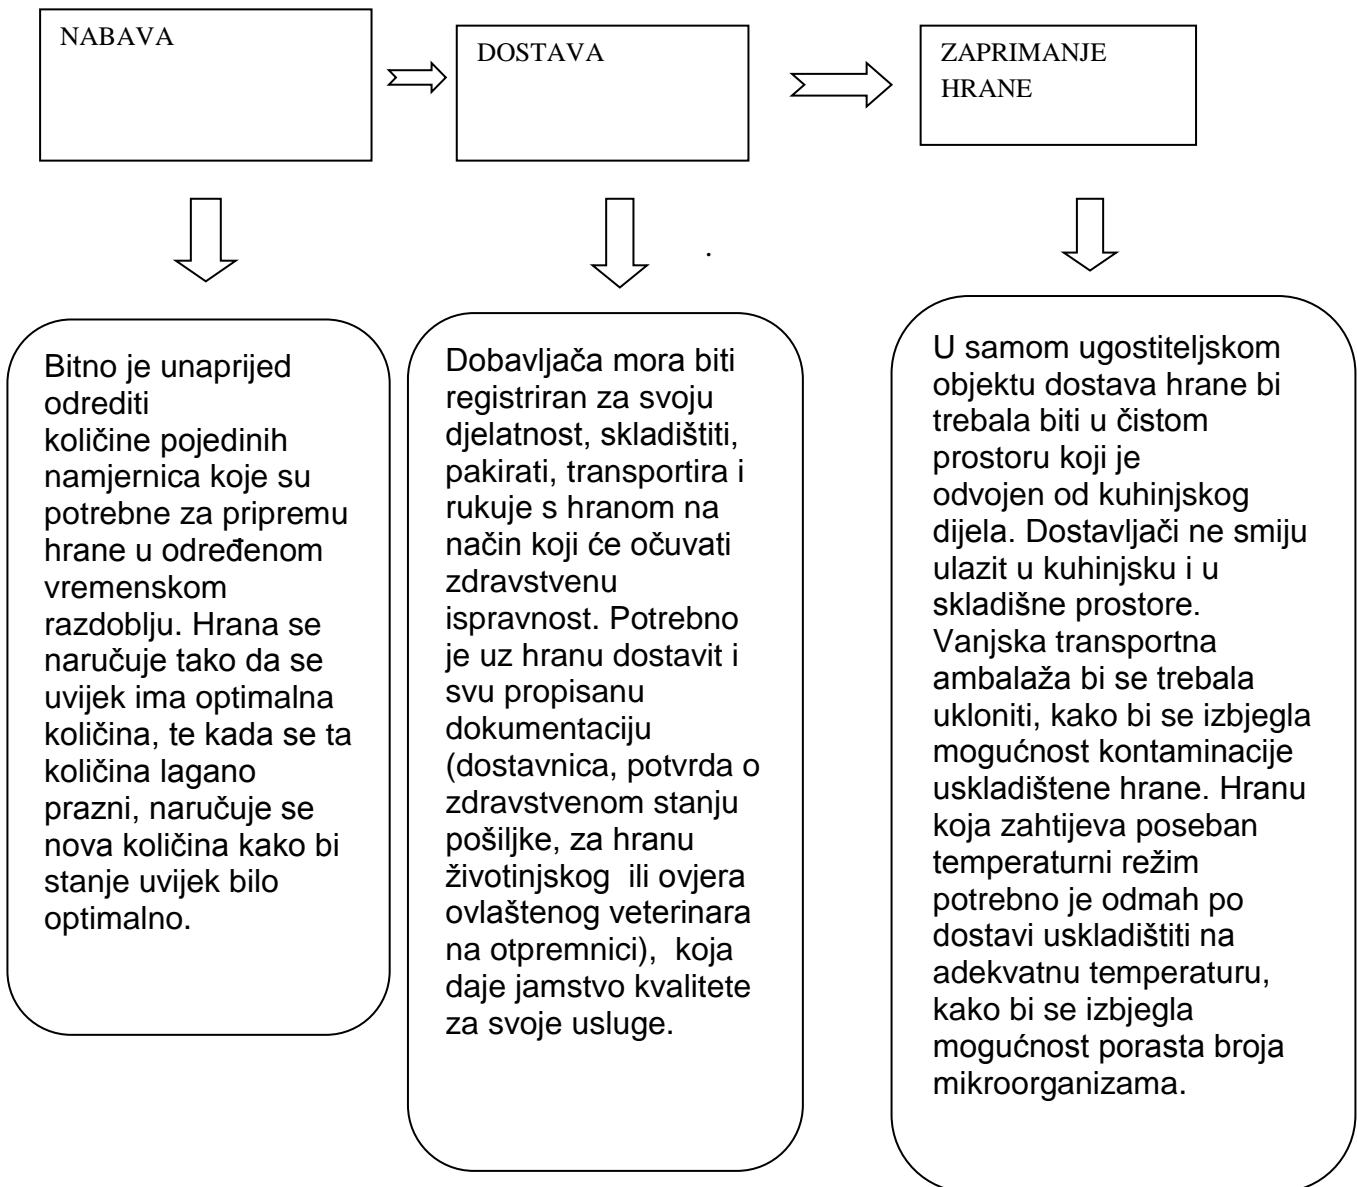 NABAVA
DOSTAVA
ZAPRIMANJE
HRANE
.
Bitno je unaprijed
odrediti
količine pojedinih
namjernica koje su
potrebne za pripremu
hrane u određenom
vremenskom
razdoblju. Hrana se
naručuje tako da se
uvijek ima optimalna
količina, te kada se ta
količina lagano
prazni, naručuje se
nova količina kako bi
stanje uvijek bilo
optimalno.
Dobavljača mora biti
registriran za svoju
djelatnost, skladištiti,
pakirati, transportira i
rukuje s hranom na
način koji će očuvati
zdravstvenu
ispravnost. Potrebno
je uz hranu dostavit i
svu propisanu
dokumentaciju
(dostavnica, potvrda o
zdravstvenom stanju
pošiljke, za hranu
životinjskog  ili ovjera
ovlaštenog veterinara
na otpremnici),  koja
daje jamstvo kvalitete
za svoje usluge.
U samom ugostiteljskom
objektu dostava hrane bi
trebala biti u čistom
prostoru koji je
odvojen od kuhinjskog
dijela. Dostavljači ne smiju
ulazit u kuhinjsku i u
skladišne prostore.
Vanjska transportna
ambalaža bi se trebala
ukloniti, kako bi se izbjegla
mogućnost kontaminacije
uskladištene hrane. Hranu
koja zahtijeva poseban
temperaturni režim
potrebno je odmah po
dostavi uskladištiti na
adekvatnu temperaturu,
kako bi se izbjegla
mogućnost porasta broja
mikroorganizama.